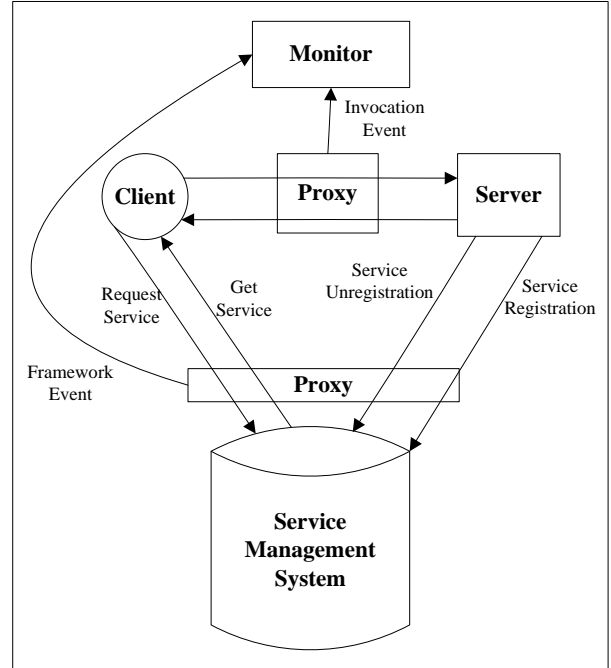 Monitor
Invocation
Event
Client
Proxy
Server
Request
Service
Get
Service
Service
Unregistration
Service
Registration
Framework
Event
Proxy
Service
Management
System